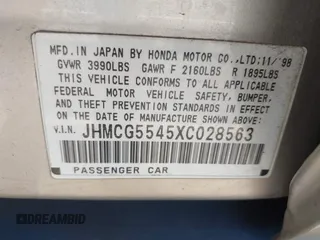 MFD. IN JAPAN BY HONDA MOTOR CO., LTD: 11/'98
GVWR 3990LBS GAWR F 2160LBS R 1895LBS
THIS VEHICLE CONFORMS TO ALL APPLICABLE
FEDERAL MOTOR VEHICLE SAFETY, BUMPER,
AND THEFT PREVENTION STANDARDS IN EFFECT
ON THE DATE OF MANUFACTURE SHOWN ABOVE.
V.I.N. JHMCG5545XC028563
PASSENGER CAR
DREAMBID